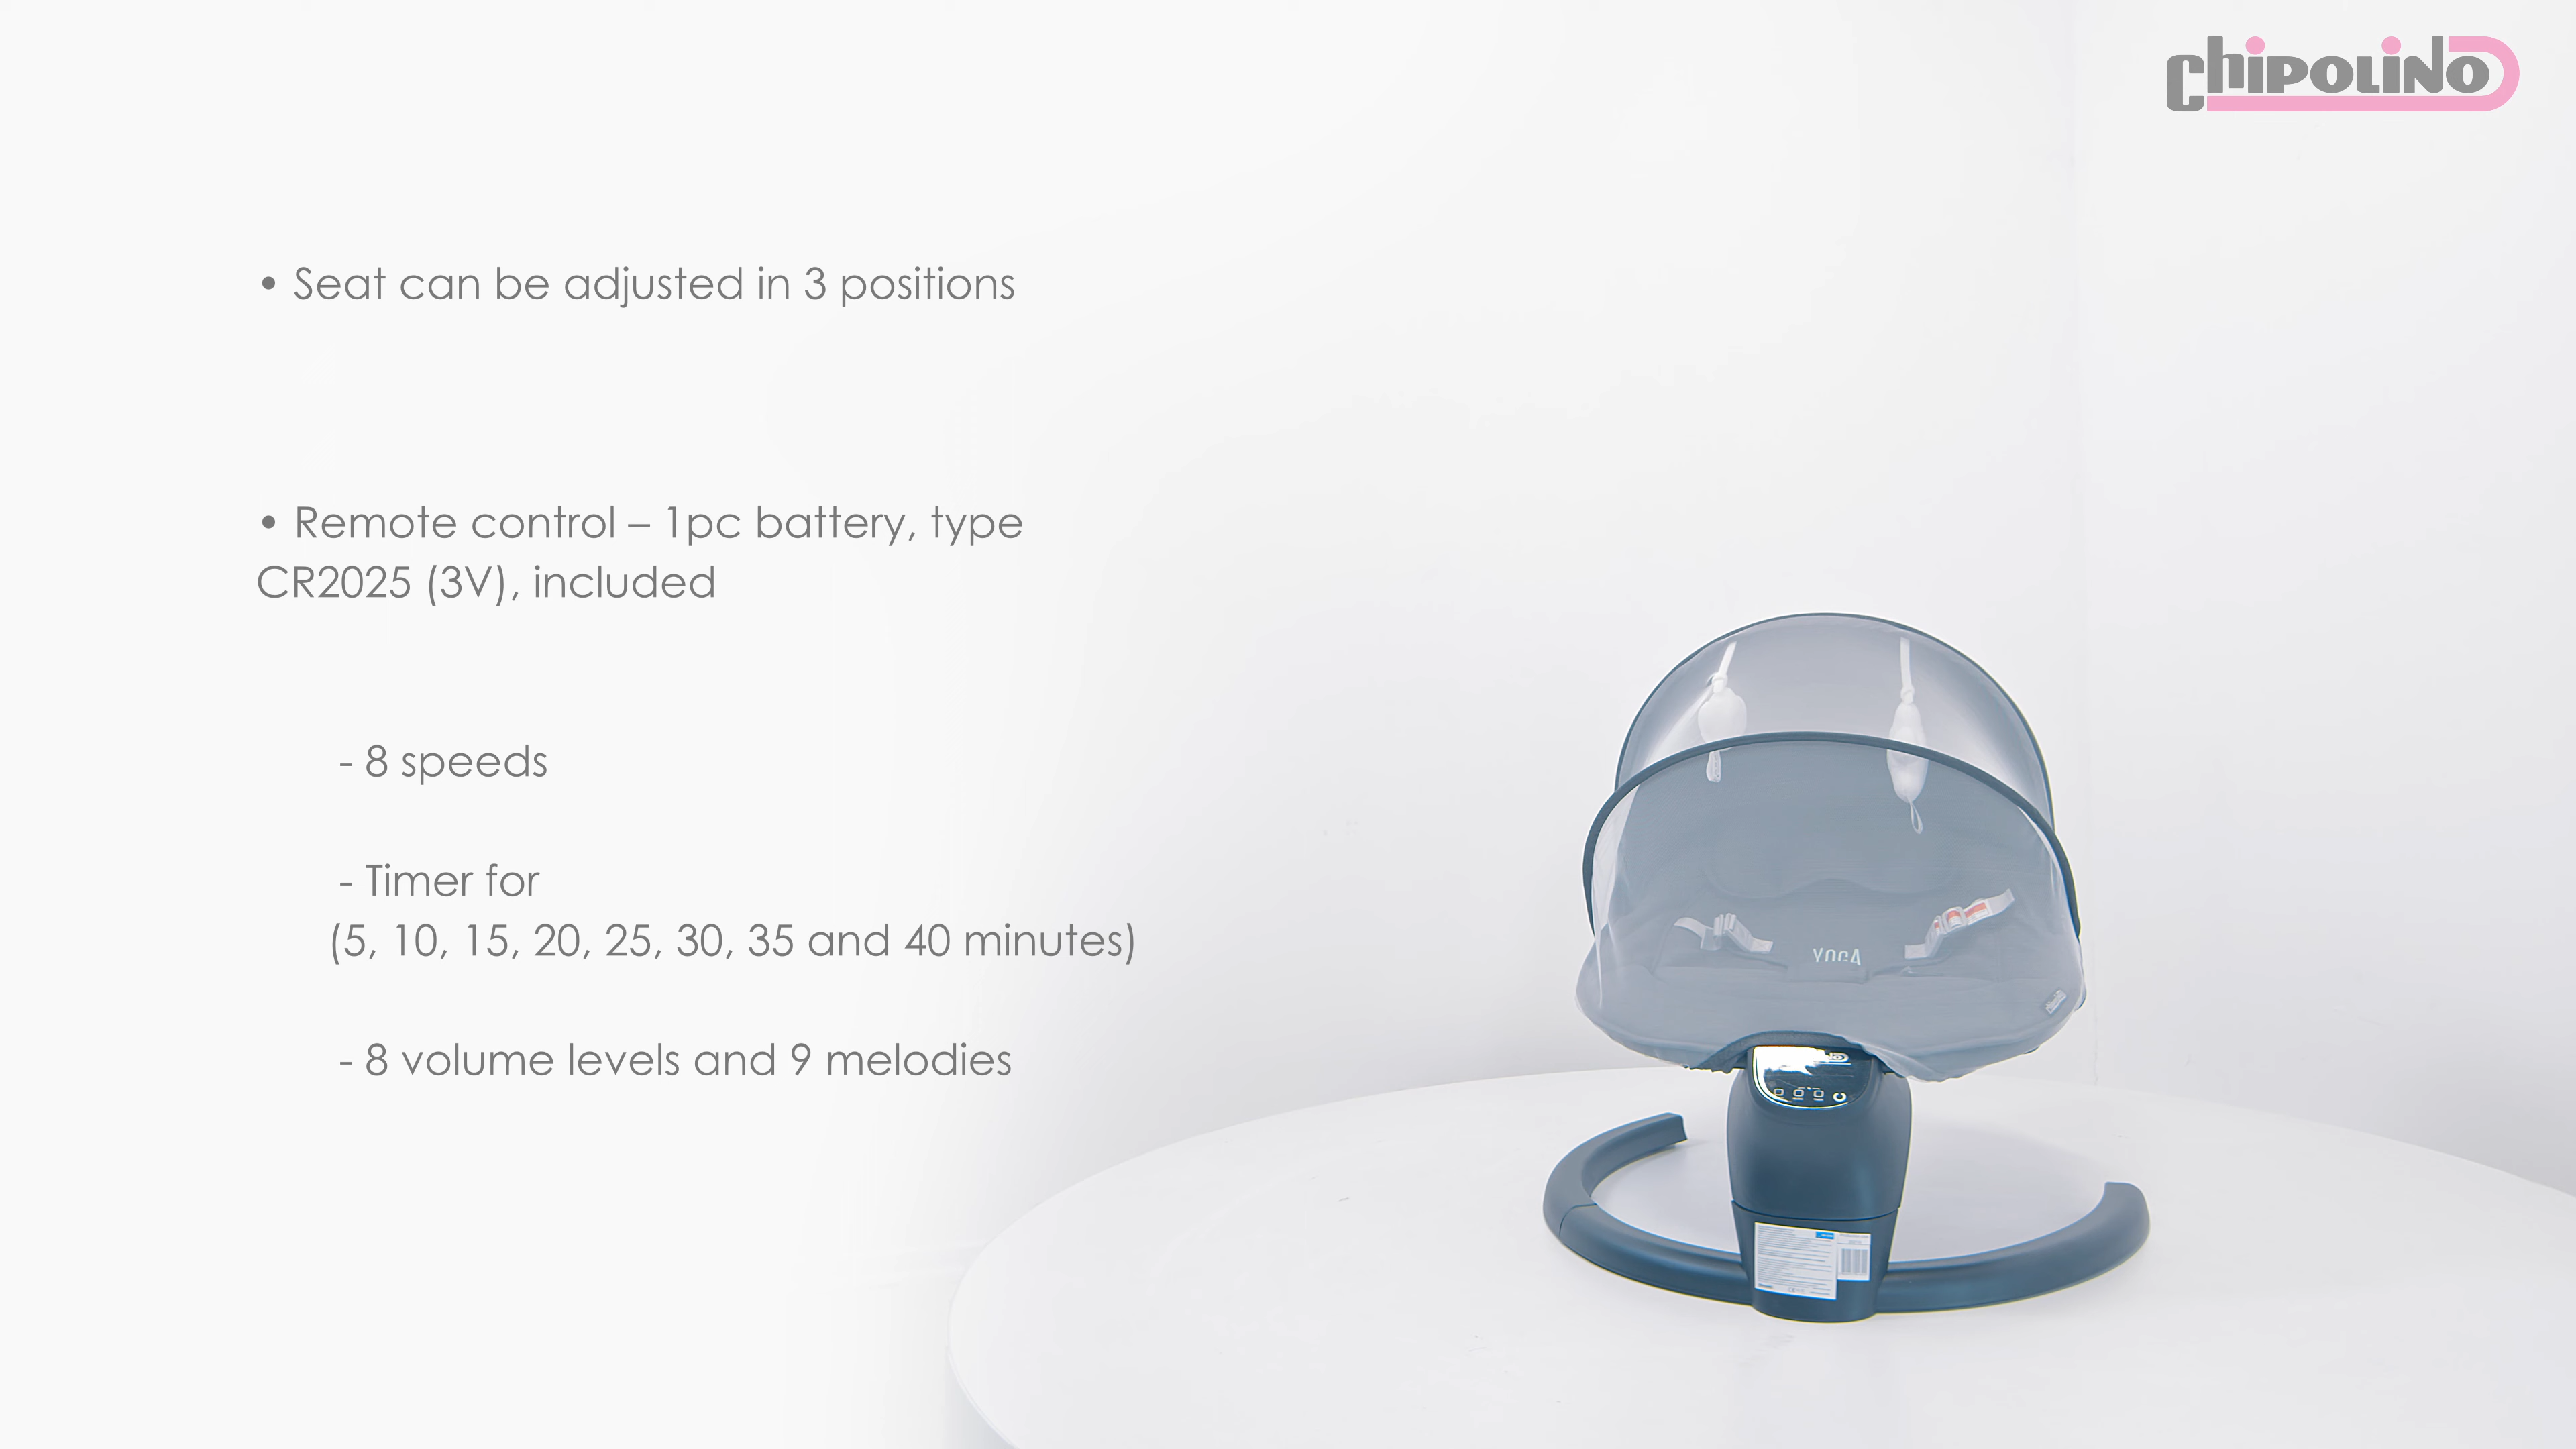 chipolino
• Seat can be adjusted in 3 positions
• Remote control – 1pc battery, type
CR2025 (3V), included
- 8 speeds
- Timer for
(5, 10, 15, 20, 25, 30, 35 and 40 minutes)
- 8 volume levels and 9 melodies
YOGA